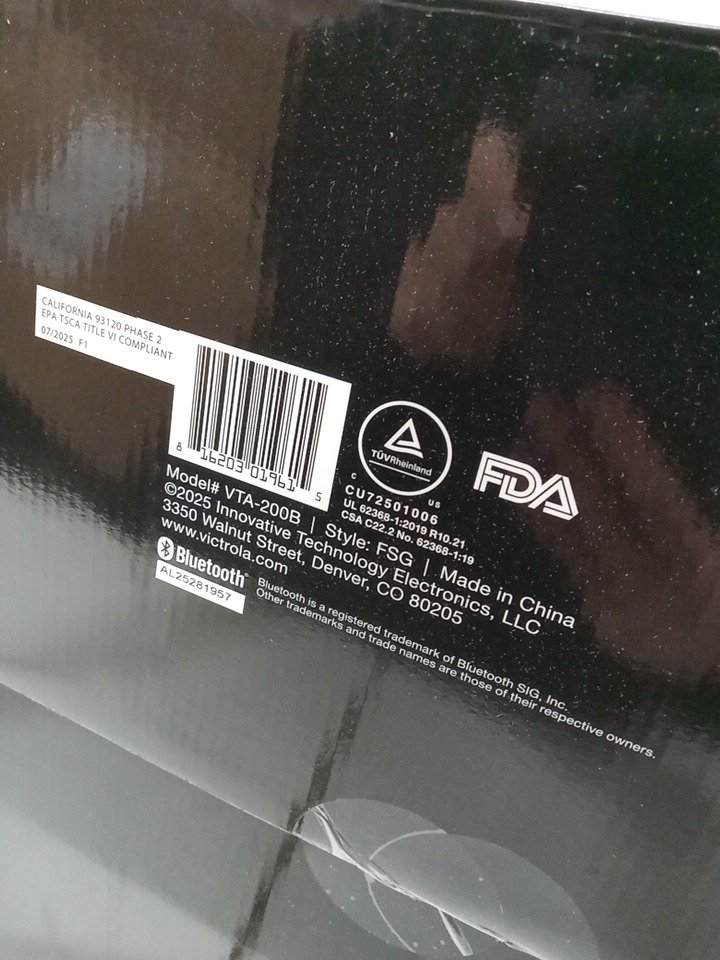 CALIFORNIA 93120 PHASE 2
EPA TSCA TITLE VI COMPLIANT
07/2025 F1
8 16203 01961 5
TÜVRheinland
C US
CU72501006
UL 62368-1:2019 R10.21
CSA C22.2 No. 62368-1:19
FDA
Model# VTA-200B | Style: FSG | Made in China
©2025 Innovative Technology Electronics, LLC
3350 Walnut Street, Denver, CO 80205
www.victrola.com
Bluetooth®
AL25281957
Bluetooth is a registered trademark of Bluetooth SIG, Inc.
Other trademarks and trade names are those of their respective owners.